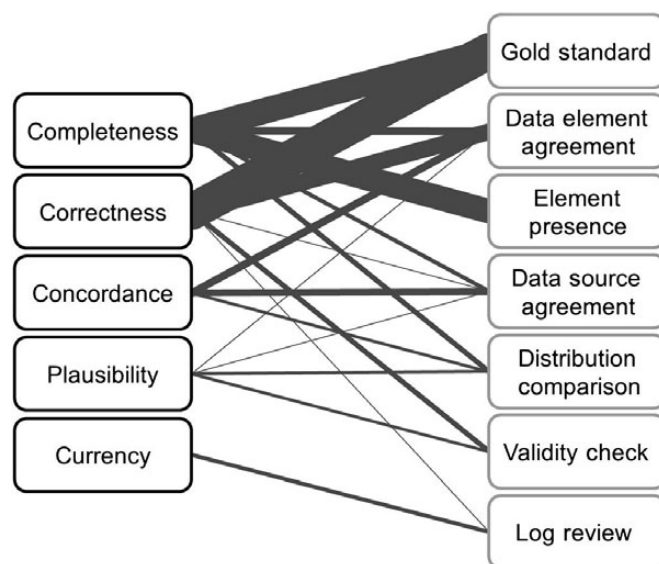 Completeness
Correctness
Concordance
Plausibility
Currency
Gold standard
Data element
agreement
Element
presence
Data source
agreement
Distribution
comparison
Validity check
Log review